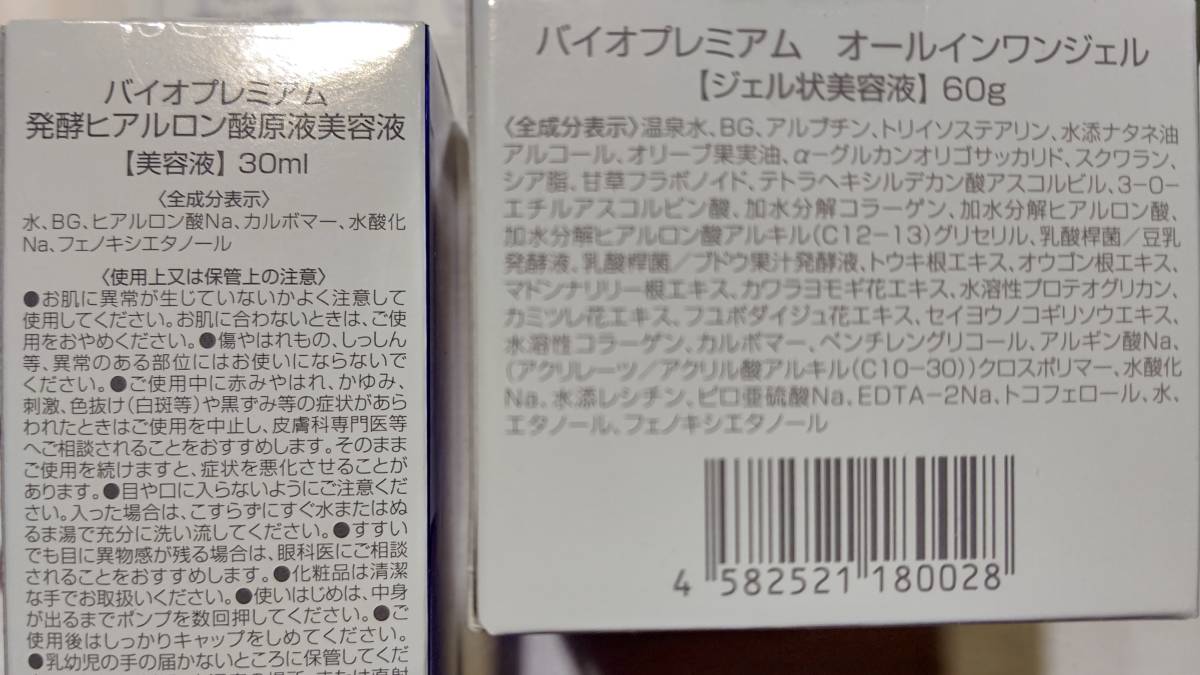 バイオプレミアム
発酵ヒアルロン酸原液美容液
【美容液】30ml
〈全成分表示〉
水、BG、ヒアルロン酸Na、カルボマー、水酸化
Na、フェノキシエタノール
〈使用上又は保管上の注意〉
●お肌に異常が生じていないかよく注意して
使用してください。お肌に合わないときは、ご使
用をおやめください。●傷やはれもの、しっしん
等、異常のある部位にはお使いにならないで
ください。●ご使用中に赤みやはれ、かゆみ、
刺激、色抜け(白斑等)や黒ずみ等の症状があら
われたときはご使用を中止し、皮膚科専門医等
へご相談されることをおすすめします。そのまま
ご使用を続けますと、症状を悪化させることが
あります。●目や口に入らないようにご注意くだ
さい。入った場合は、こすらずにすぐ水またはぬ
るま湯で充分に洗い流してください。●すすい
でも目に異物感が残る場合は、眼科医にご相談
されることをおすすめします。●化粧品は清潔
な手でお取扱いください。●使いはじめは、中身
が出るまでポンプを数回押してください。●ご
使用後はしっかりキャップをしめてください。
●乳幼児の手の届かないところに保管してくだ
バイオプレミアム オールインワンジェル
【ジェル状美容液】60g
〈全成分表示〉温泉水、BG、アルブチン、トリイソステアリン、水添ナタネ油
アルコール、オリーブ果実油、α-グルカンオリゴサッカリド、スクワラン、
シア脂、甘草フラボノイド、テトラヘキシルデカン酸アスコルビル、3-O-
エチルアスコルビン酸、加水分解コラーゲン、加水分解ヒアルロン酸、
加水分解ヒアルロン酸アルキル(C12-13)グリセリル、乳酸桿菌/豆乳
発酵液、乳酸桿菌/ブドウ果汁発酵液、トウキ根エキス、オウゴン根エキス、
マドンナリリー根エキス、カワラヨモギ花エキス、水溶性プロテオグリカン、
カミツレ花エキス、フユボダイジュ花エキス、セイヨウノコギリソウエキス、
水溶性コラーゲン、カルボマー、ペンチレングリコール、アルギン酸Na、
(アクリレーツ/アクリル酸アルキル(C10-30))クロスポリマー、水酸化
Na、水添レシチン、ピロ亜硫酸Na、EDTA-2Na、トコフェロール、水、
エタノール、フェノキシエタノール
4 582521 180028